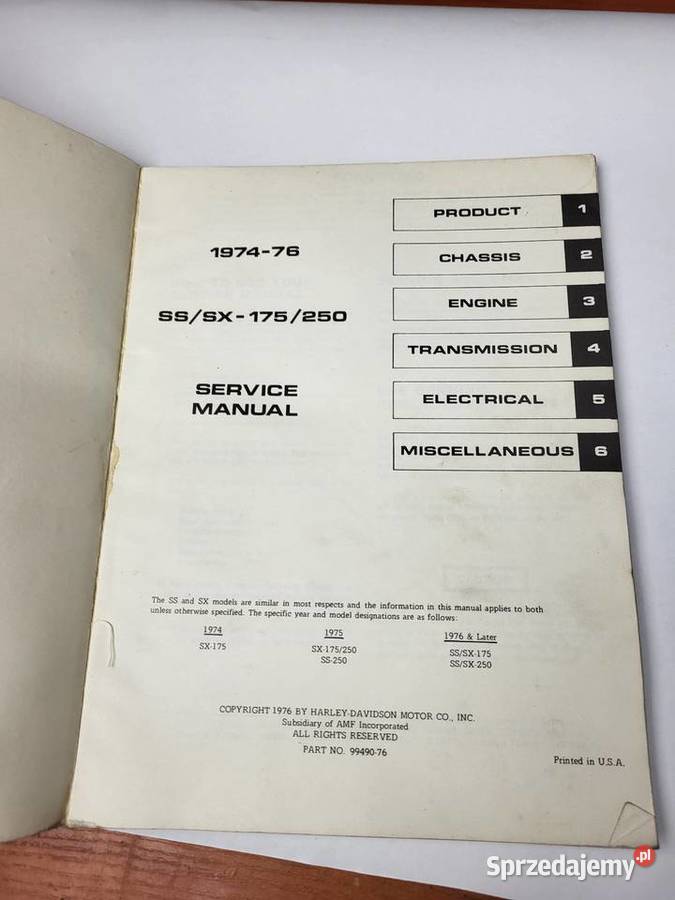 1974-76
SS/SX-175/250
SERVICE
MANUAL
PRODUCT 1
CHASSIS 2
ENGINE 3
TRANSMISSION 4
ELECTRICAL 5
MISCELLANEOUS 6
The SS and SX models are similar in most respects and the information in this manual applies to both
unless otherwise specified. The specific year and model designations are as follows:
1974 1975 1976 & Later
SX-175 SX-175/250 SS/SX-175
SS-250 SS/SX-250
COPYRIGHT 1976 BY HARLEY-DAVIDSON MOTOR CO., INC.
Subsidiary of AMF Incorporated
ALL RIGHTS RESERVED
PART NO. 99490-76
Printed in U.S.A.
Sprzedajemy.pl